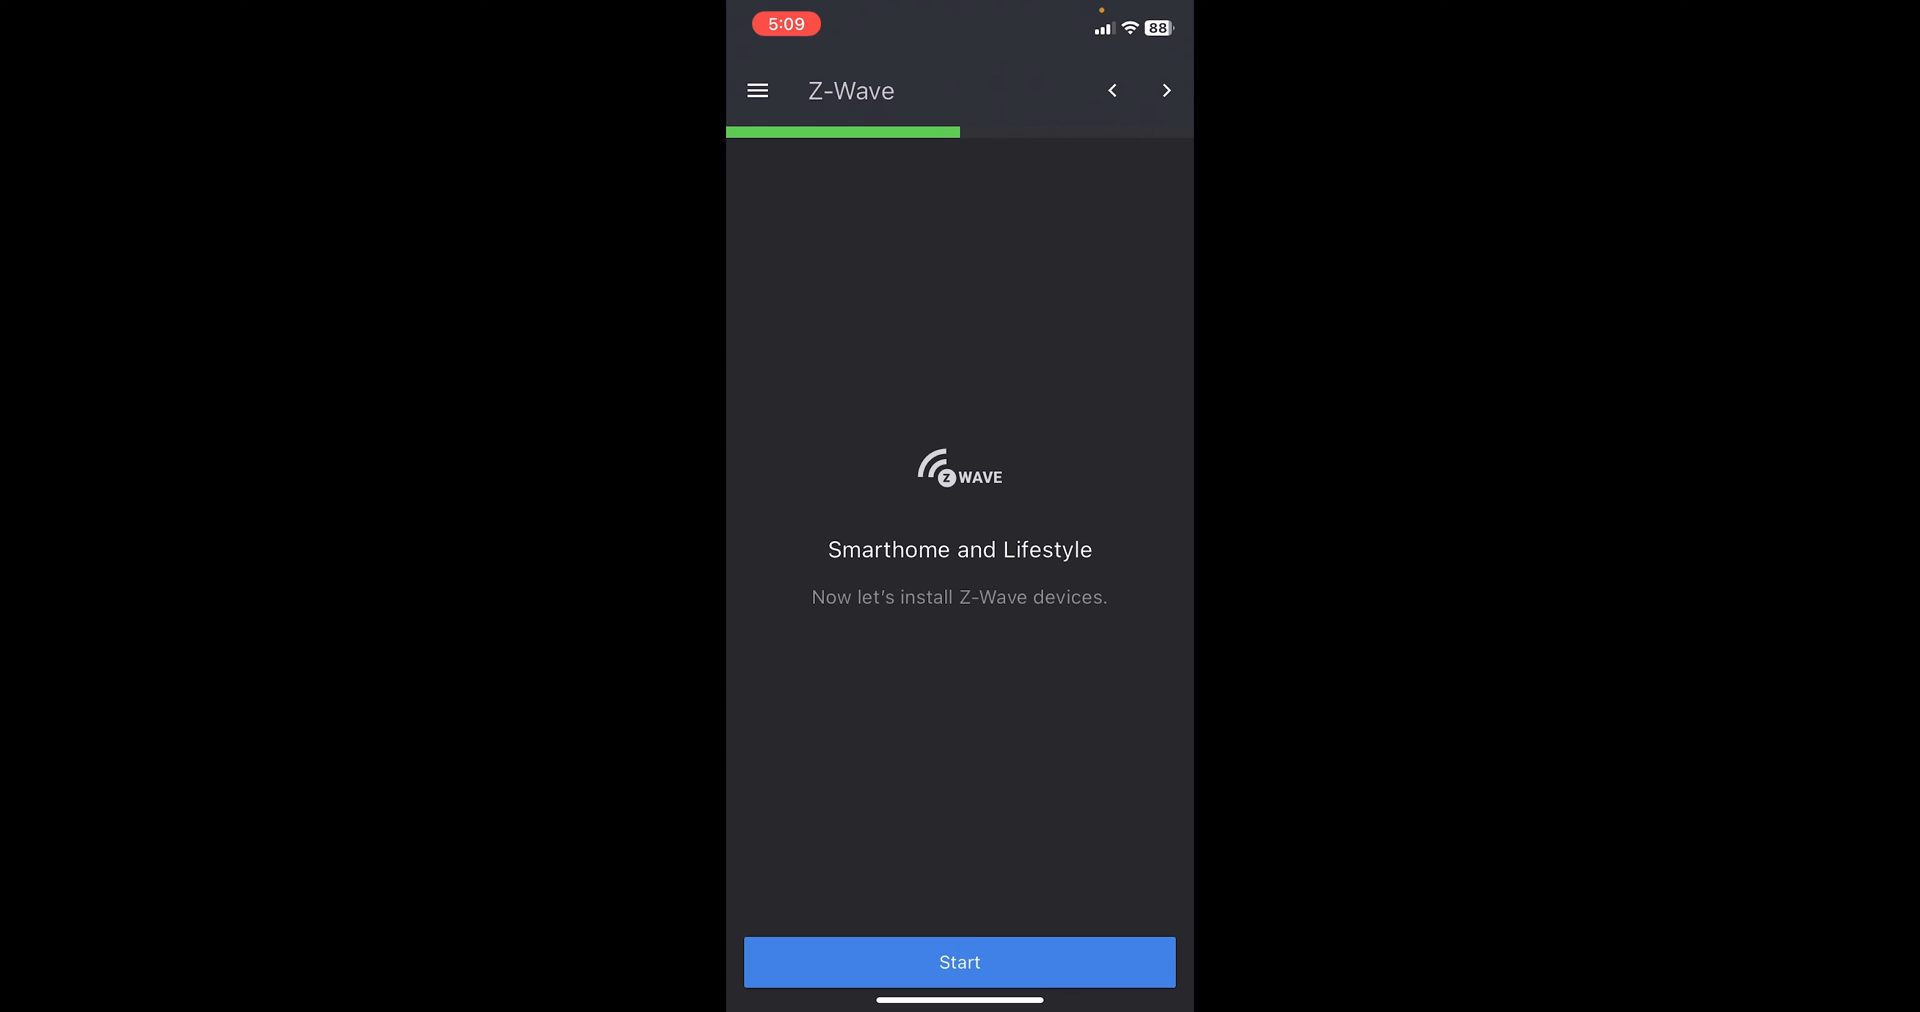 5:09
88
Z-Wave
Z WAVE
Smarthome and Lifestyle
Now let's install Z-Wave devices.
Start